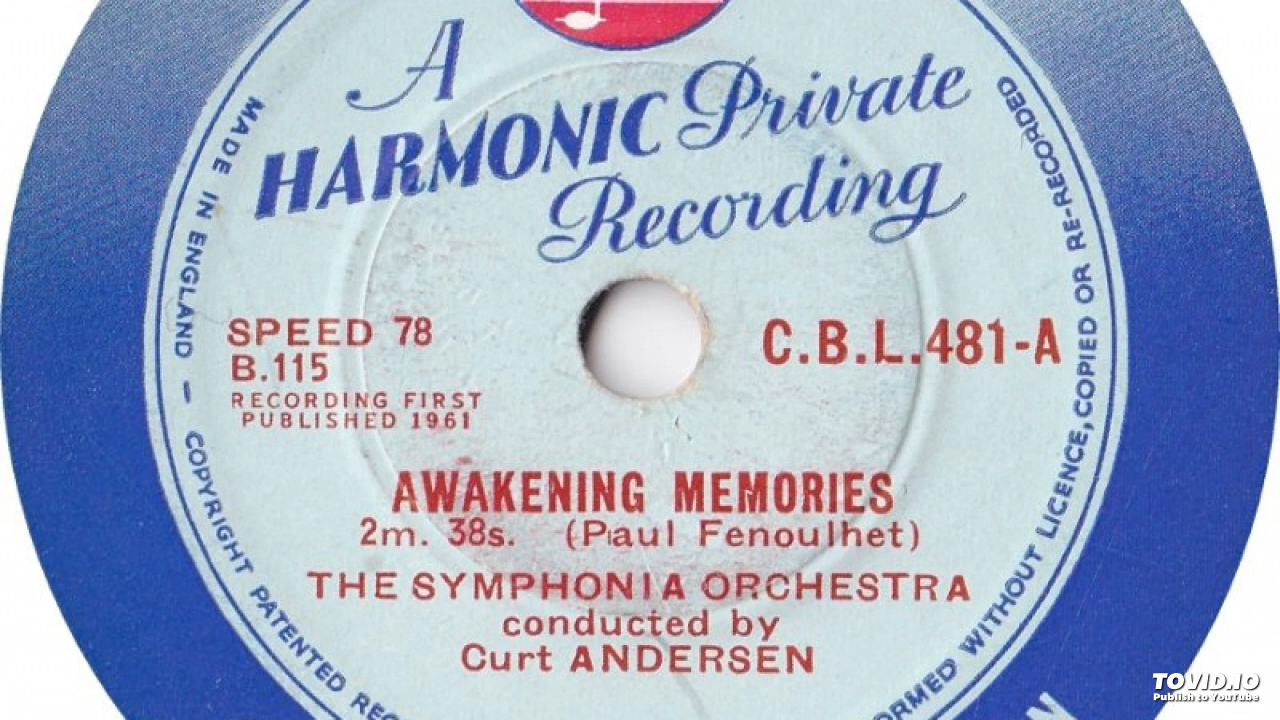 A
HARMONIC Private
Recording
MADE IN ENGLAND – COPYRIGHT PATENTED
WITHOUT LICENCE, COPIED OR RE-RECORDED
SPEED 78
B.115
RECORDING FIRST
PUBLISHED 1961
C.B.L.481-A
AWAKENING MEMORIES
2m. 38s. (Paul Fenoulhet)
THE SYMPHONIA ORCHESTRA
conducted by
Curt ANDERSEN
TOVID.IO
Publish to YouTube